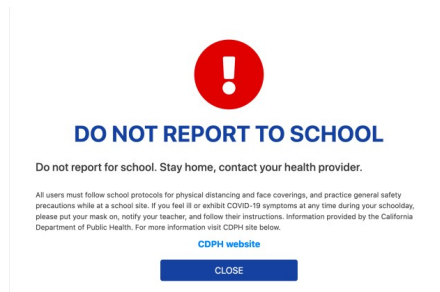 !
DO NOT REPORT TO SCHOOL
Do not report for school. Stay home, contact your health provider.
All users must follow school protocols for physical distancing and face coverings, and practice general safety
precautions while at a school site. If you feel ill or exhibit COVID-19 symptoms at any time during your schoolday,
please put your mask on, notify your teacher, and follow their instructions. Information provided by the California
Department of Public Health. For more information visit CDPH site below.
CDPH website
CLOSE